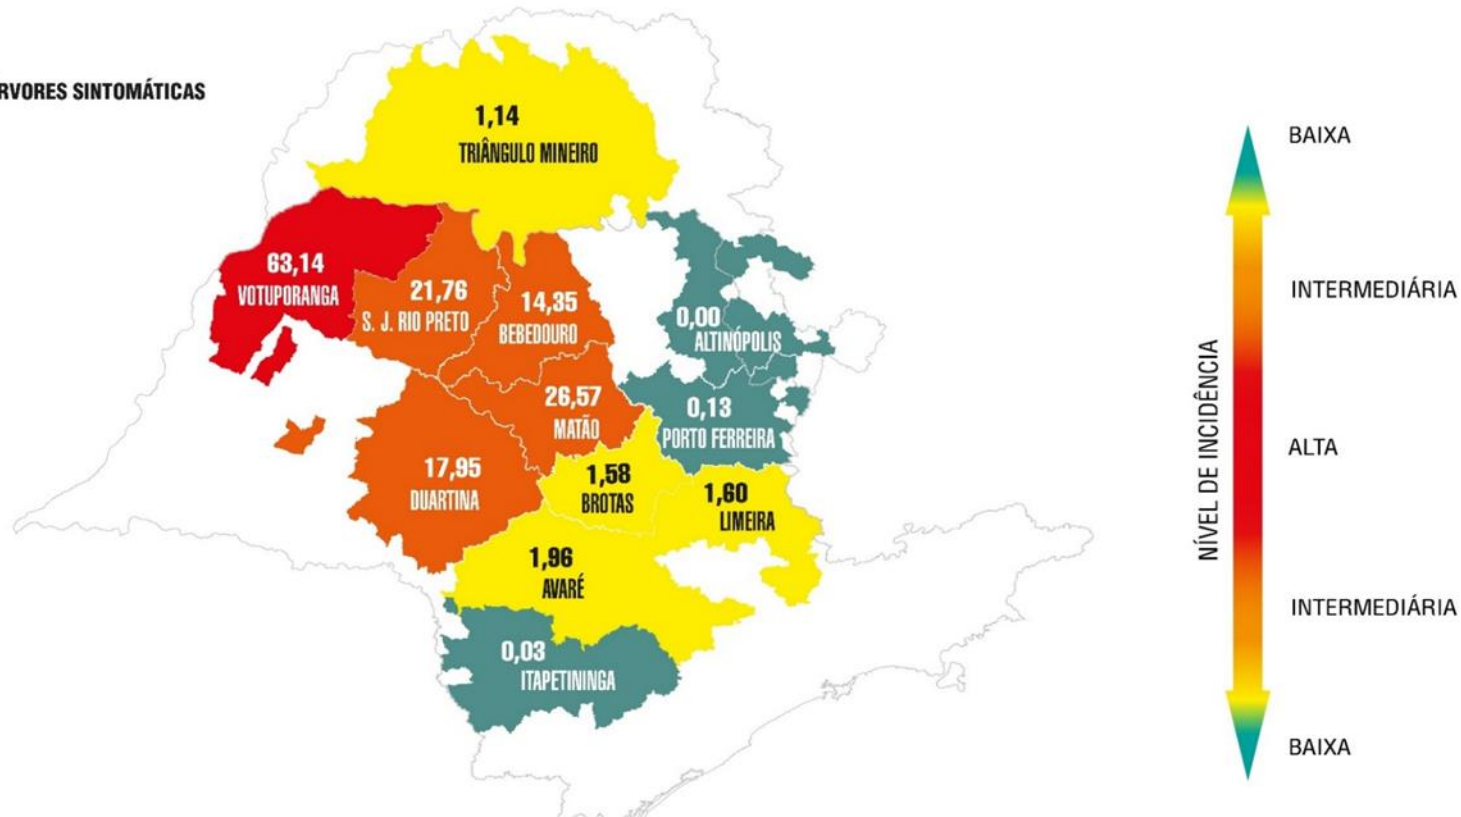 RVORES SINTOMÁTICAS
1,14
TRIÂNGULO MINEIRO
63,14
VOTUPORANGA
21,76
S. J. RIO PRETO
14,35
BEBEDOURO
0,00
ALTINÓPOLIS
26,57
MATÃO
0,13
PORTO FERREIRA
17,95
DUARTINA
1,58
BROTAS
1,60
LIMEIRA
1,96
AVARÉ
0,03
ITAPETININGA
NÍVEL DE INCIDÊNCIA
BAIXA
INTERMEDIÁRIA
ALTA
INTERMEDIÁRIA
BAIXA